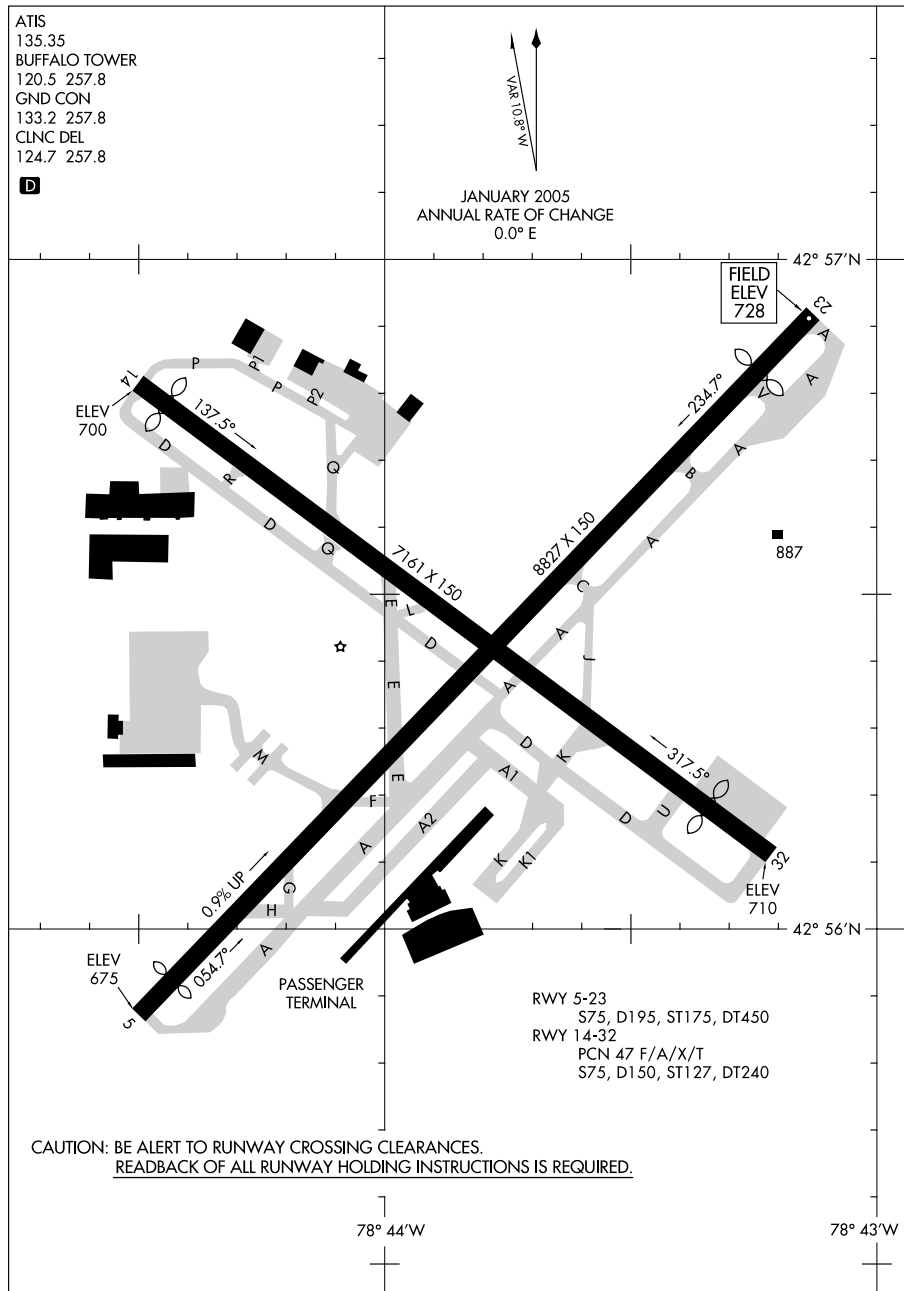 ATIS
135.35
BUFFALO TOWER
120.5 257.8
GND CON
133.2 257.8
CLNC DEL
124.7 257.8
D
VAR 10.8° W
JANUARY 2005
ANNUAL RATE OF CHANGE
0.0° E
42° 57'N
FIELD
ELEV
728
23
A
A
V
234.7°
P
P1
P
P2
14
ELEV
700
137.5°
D
R
D
Q
Q
A
B
A
887
7161 X 150
8827 X 150
C
E
L
D
A
J
E
A
D
K
317.5°
M
E
A1
F
A2
A
D
U
K
K1
32
ELEV
710
0.9% UP
G
H
A
42° 56'N
054.7°
ELEV
675
5
PASSENGER
TERMINAL
RWY 5-23
S75, D195, ST175, DT450
RWY 14-32
PCN 47 F/A/X/T
S75, D150, ST127, DT240
CAUTION: BE ALERT TO RUNWAY CROSSING CLEARANCES.
READBACK OF ALL RUNWAY HOLDING INSTRUCTIONS IS REQUIRED.
78° 44'W
78° 43'W